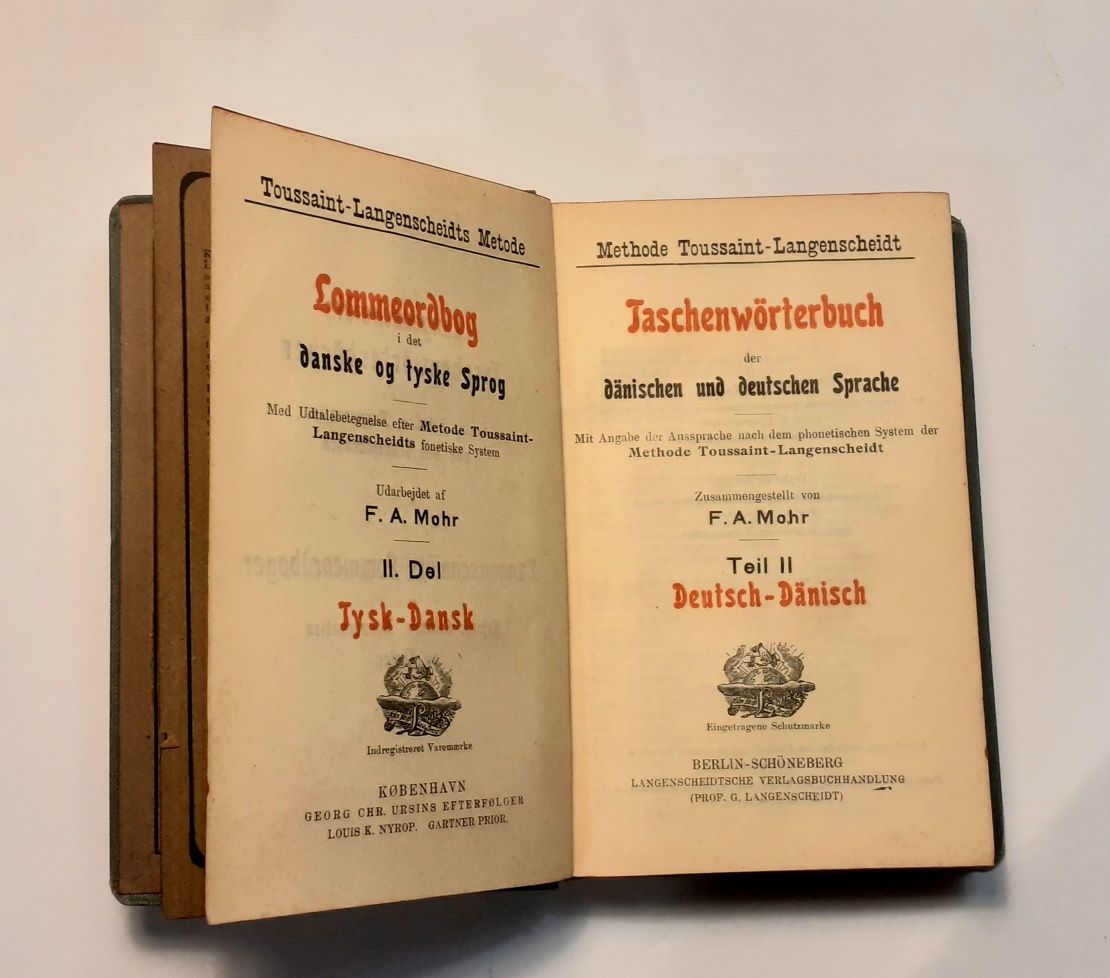 Toussaint-Langenscheidts Metode
Lommeordbog
i det
danske og tyske Sprog
Med Udtalebetegnelse efter Metode Toussaint-
Langenscheidts fonetiske System
Udarbejdet af
F. A. Mohr
II. Del
Tysk-Dansk
Indregistreret Varemærke
KØBENHAVN
GEORG CHR. URSINS EFTERFØLGER
LOUIS K. NYROP. GARTNER PRIOR.
Methode Toussaint-Langenscheidt
Taschenwörterbuch
der
dänischen und deutschen Sprache
Mit Angabe der Aussprache nach dem phonetischen System der
Methode Toussaint-Langenscheidt
Zusammengestellt von
F. A. Mohr
Teil II
Deutsch-Dänisch
Eingetragene Schutzmarke
BERLIN-SCHÖNEBERG
LANGENSCHEIDTSCHE VERLAGSBUCHHANDLUNG
(PROF. G. LANGENSCHEIDT)